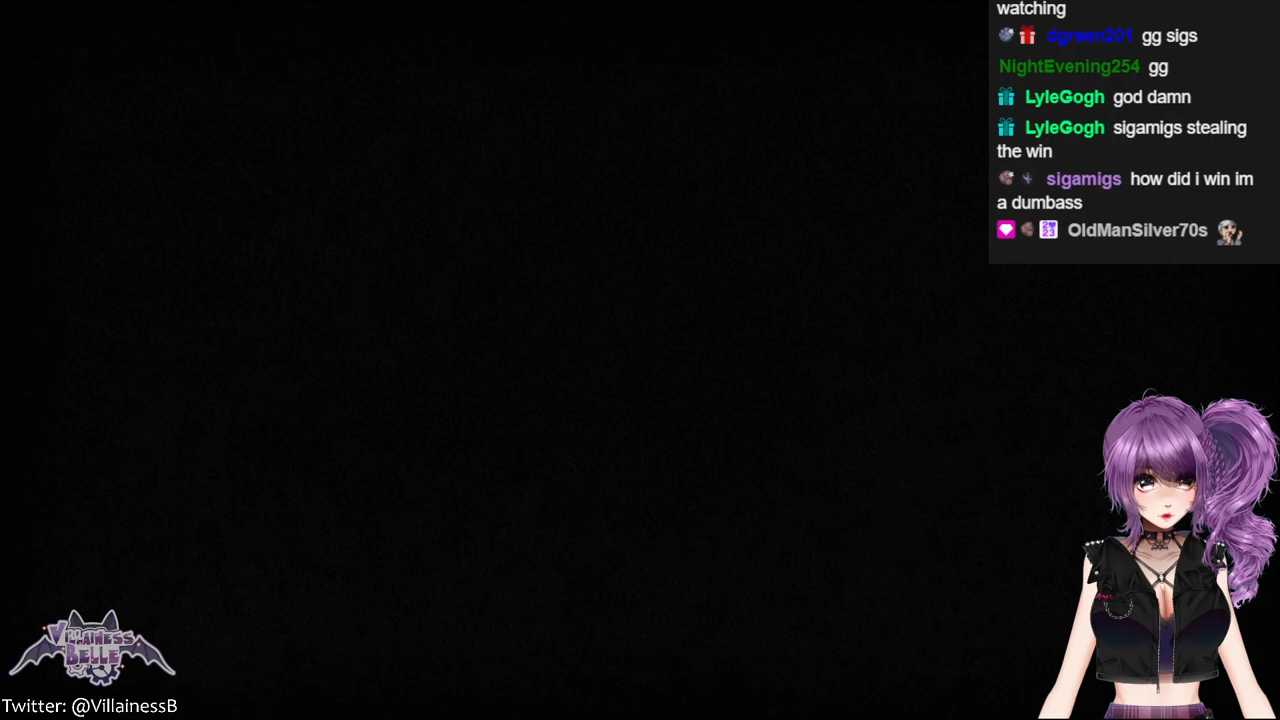 watching
dgreen201 gg sigs
NightEvening254 gg
LyleGogh god damn
LyleGogh sigamigs stealing
the win
sigamigs how did i win im
a dumbass
OldManSilver70s
VILLAINESS
BELLE
Twitter: @VillainessB